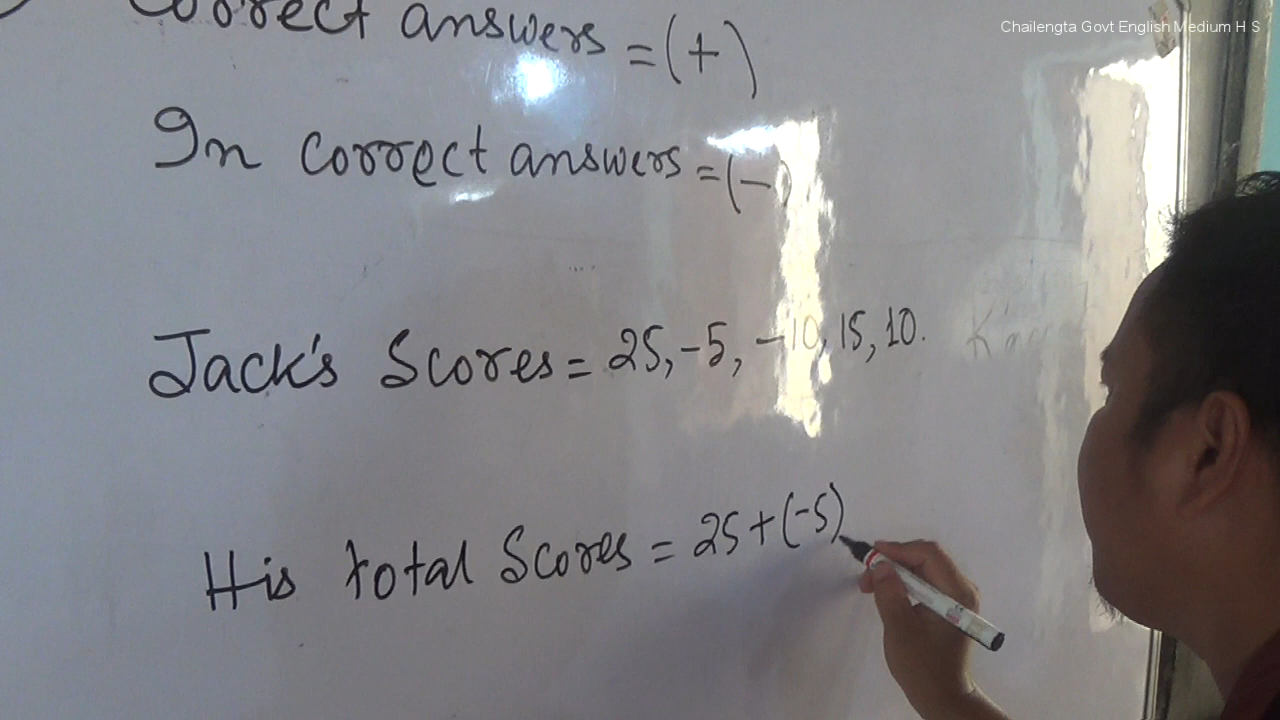 Chailengta Govt English Medium H S
Correct answers = (+)
In correct answers = (-)
Jack's Scores = 25, -5, -10, 15, 10.
His total Scores = 25 + (-5)